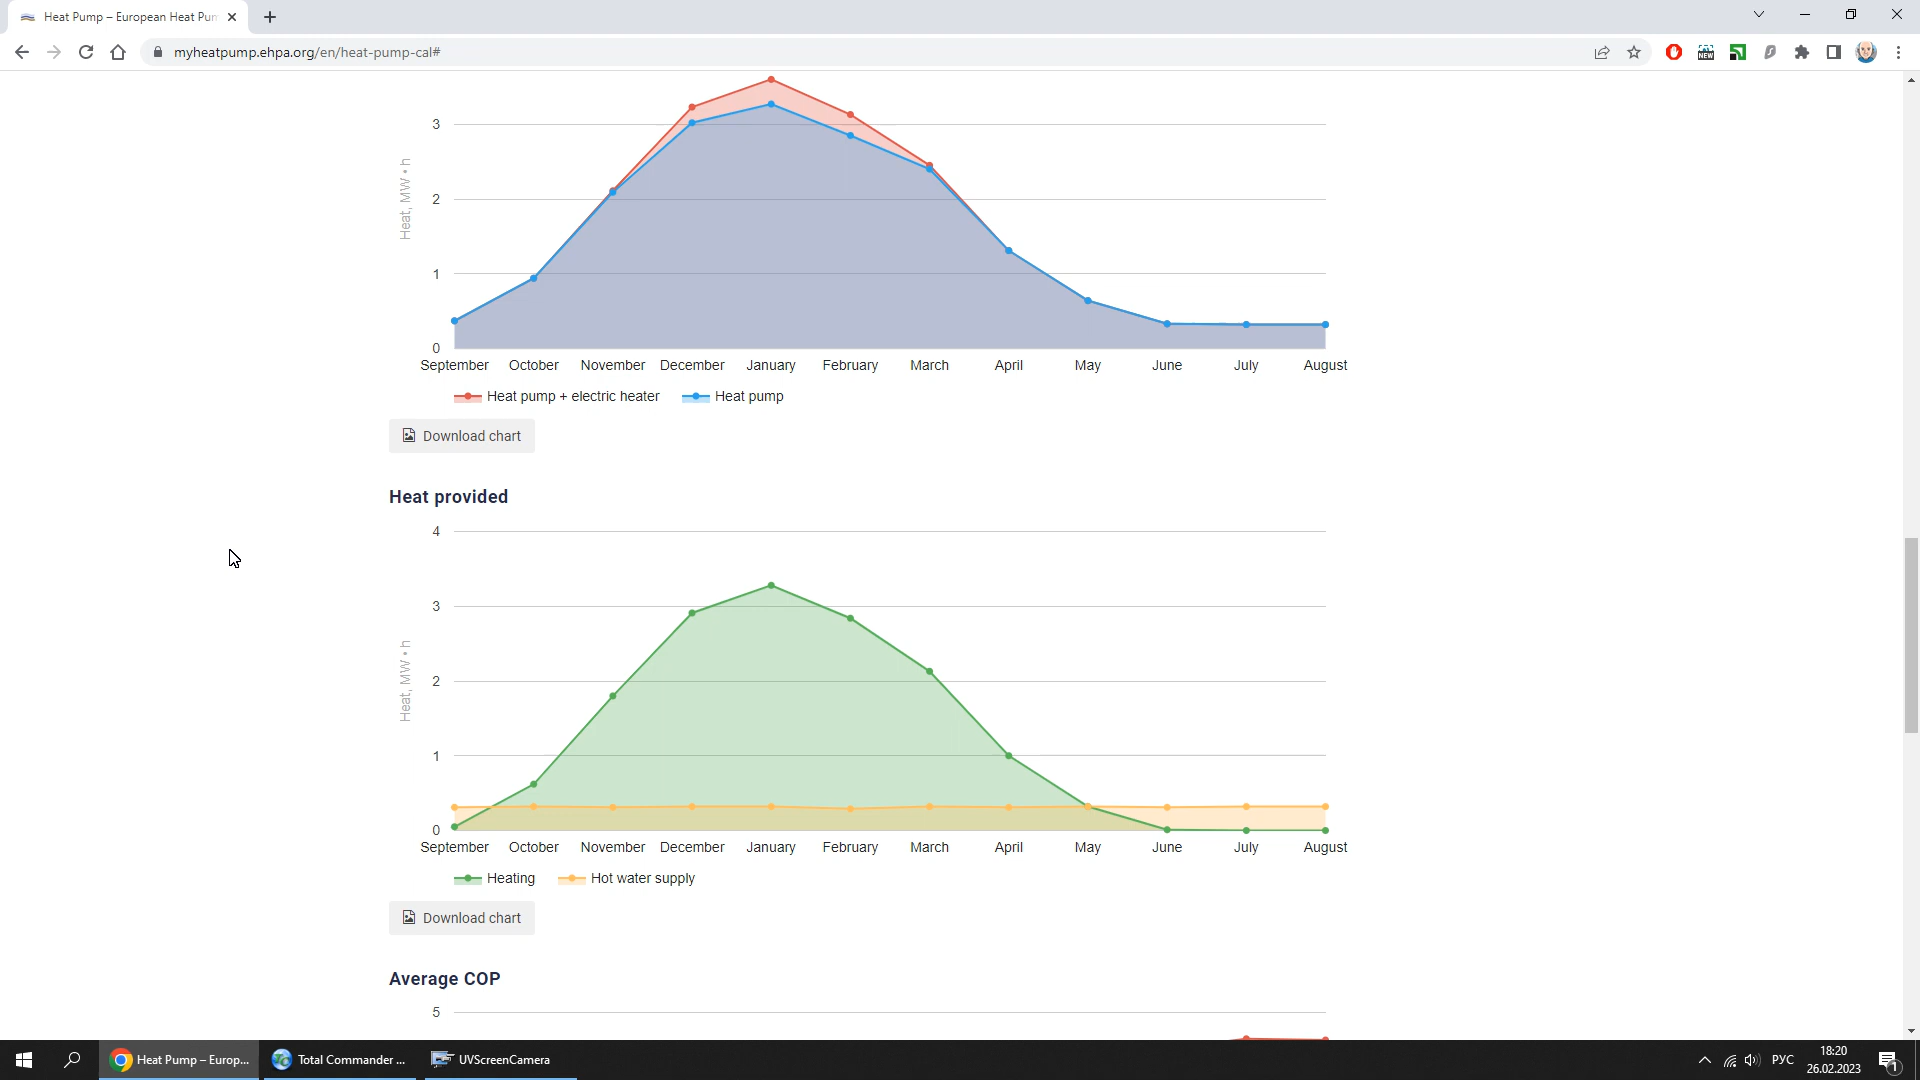 Heat Pump – European Heat Pum
myheatpump.ehpa.org/en/heat-pump-cal#
NEW
3
2
1
0
Heat, MW • h
September October November December January February March April May June July August
Heat pump + electric heater Heat pump
Download chart
Heat provided
4
3
2
1
0
Heat, MW • h
September October November December January February March April May June July August
Heating Hot water supply
Download chart
Average COP
5
Heat Pump – Europ... Total Commander ... UVScreenCamera РУС 18:20
26.02.2023 1